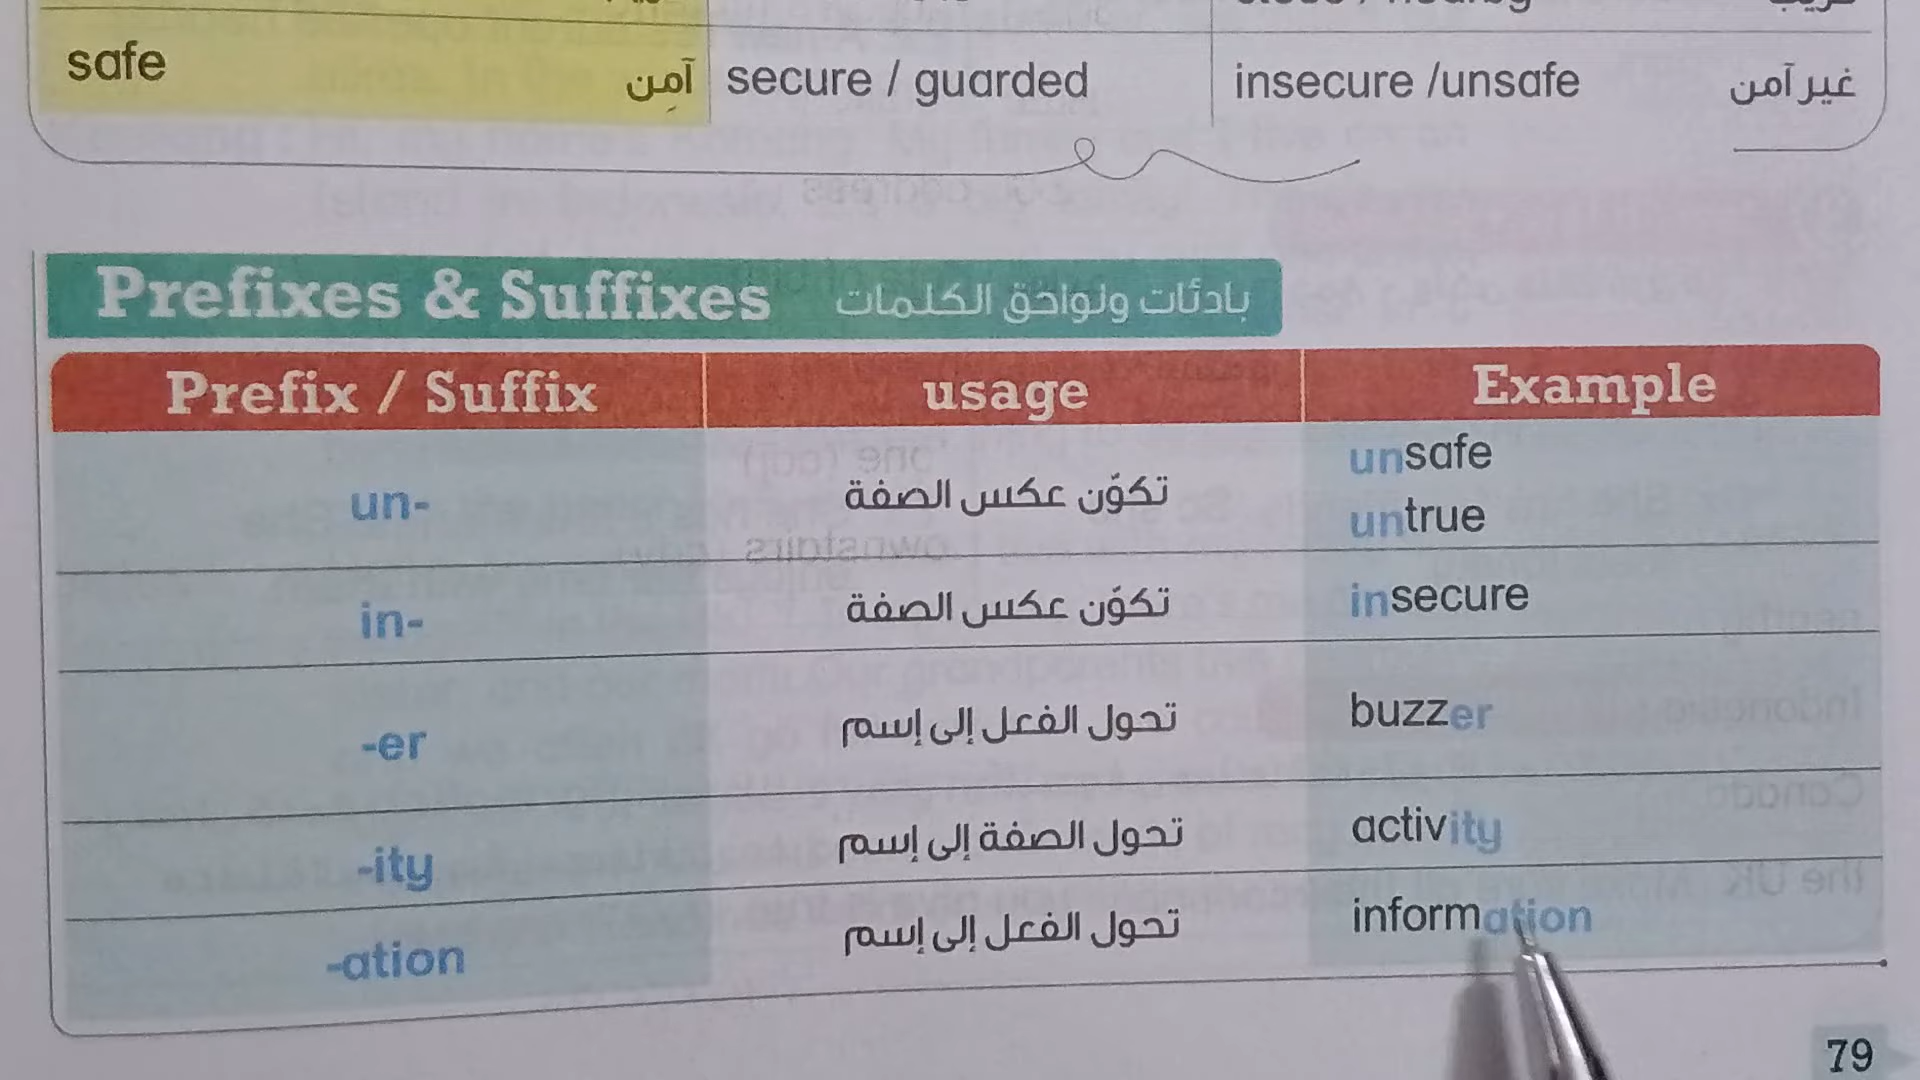 safe آمِن secure / guarded insecure /unsafe غير آمن
Prefixes & Suffixes بادئات ولواحق الكلمات
Prefix / Suffix usage Example
un- تكوّن عكس الصفة unsafe
untrue
in- تكوّن عكس الصفة insecure
-er تحول الفعل إلى إسم buzzer
-ity تحول الصفة إلى إسم activity
-ation تحول الفعل إلى إسم information
79